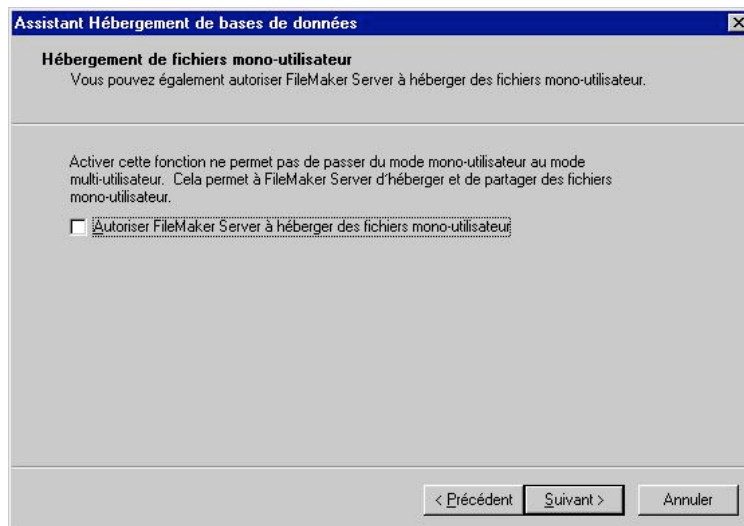 Assistant Hébergement de bases de données
Hébergement de fichiers mono-utilisateur
Vous pouvez également autoriser FileMaker Server à héberger des fichiers mono-utilisateur.
Activer cette fonction ne permet pas de passer du mode mono-utilisateur au mode
multi-utilisateur. Cela permet à FileMaker Server d'héberger et de partager des fichiers
mono-utilisateur.
Autoriser FileMaker Server à héberger des fichiers mono-utilisateur
< Précédent Suivant > Annuler